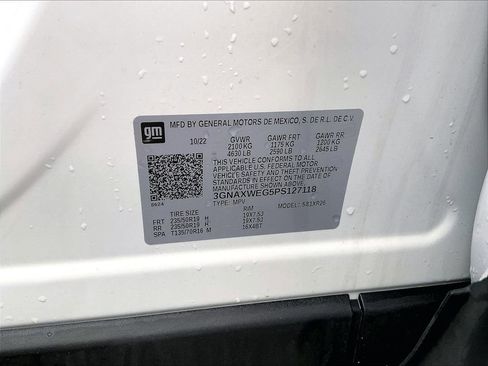 gm
MFD BY GENERAL MOTORS DE MEXICO, S. DE R.L. DE C.V.
10/22 GVWR GAWR FRT GAWR RR
2100 KG 1175 KG 1200 KG
4630 LB 2590 LB 2645 LB
THIS VEHICLE CONFORMS TO ALL
APPLICABLE U.S. FEDERAL MOTOR
VEHICLE SAFETY AND THEFT
PREVENTION STANDARDS IN EFFECT
ON THE DATE OF MANUFACTURE SHOWN ABOVE.
3GNAXWEG5PS127118
TYPE: MPV MODEL: 5B1XR26
TIRE SIZE RIM
FRT 235/50R19 H 19X7.5J
RR 235/50R19 H 19X7.5J
SPA T135/70R16 M 16X4BT